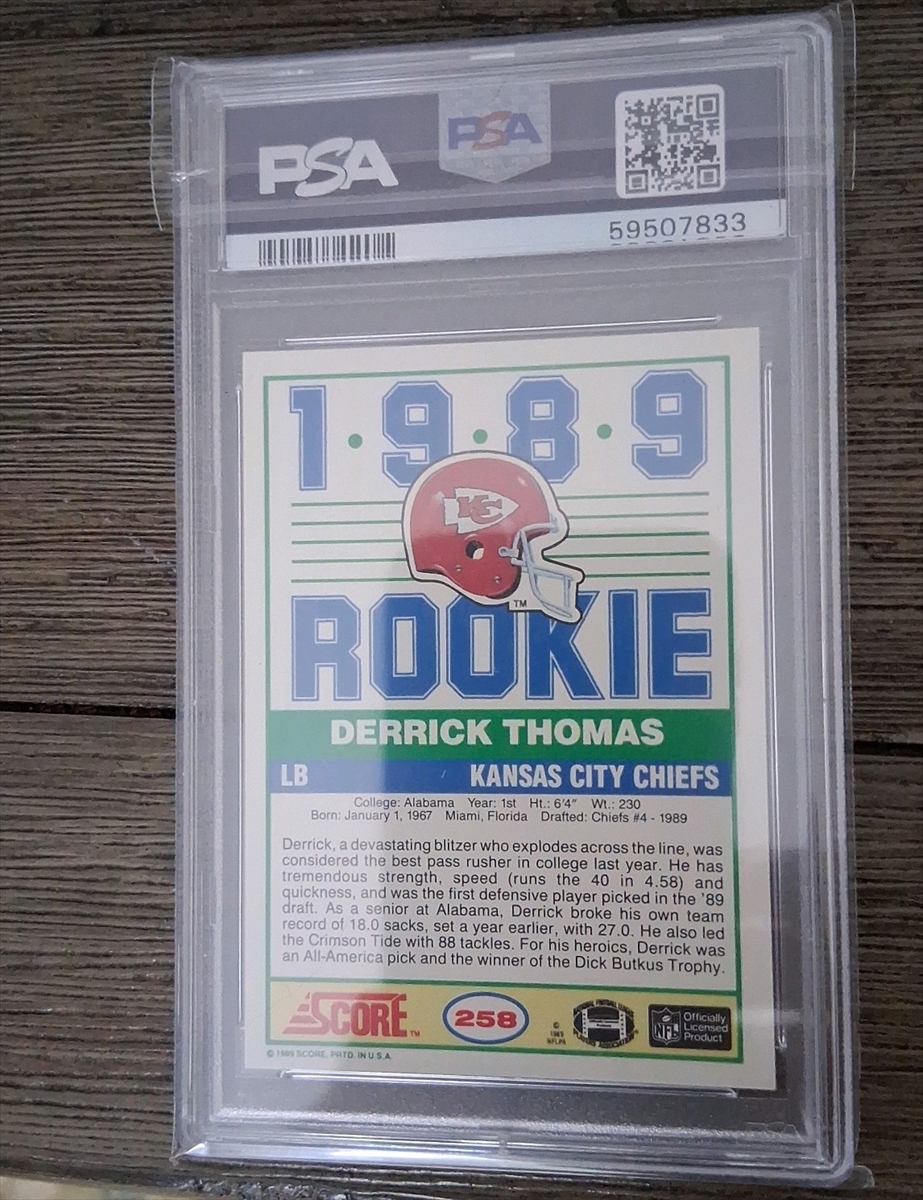 PSA
PSA
59507833
1·9·8·9
KC
TM
ROOKIE
DERRICK THOMAS
LB KANSAS CITY CHIEFS
College: Alabama Year: 1st Ht.: 6'4" Wt.: 230
Born: January 1, 1967 Miami, Florida Drafted: Chiefs #4 - 1989
Derrick, a devastating blitzer who explodes across the line, was
considered the best pass rusher in college last year. He has
tremendous strength, speed (runs the 40 in 4.58) and
quickness, and was the first defensive player picked in the '89
draft. As a senior at Alabama, Derrick broke his own team
record of 18.0 sacks, set a year earlier, with 27.0. He also led
the Crimson Tide with 88 tackles. For his heroics, Derrick was
an All-America pick and the winner of the Dick Butkus Trophy.
SCORE TM
258
©
1989
NFLPA
NFL
Officially
Licensed
Product
© 1989 SCORE, PRTD. IN U.S.A.